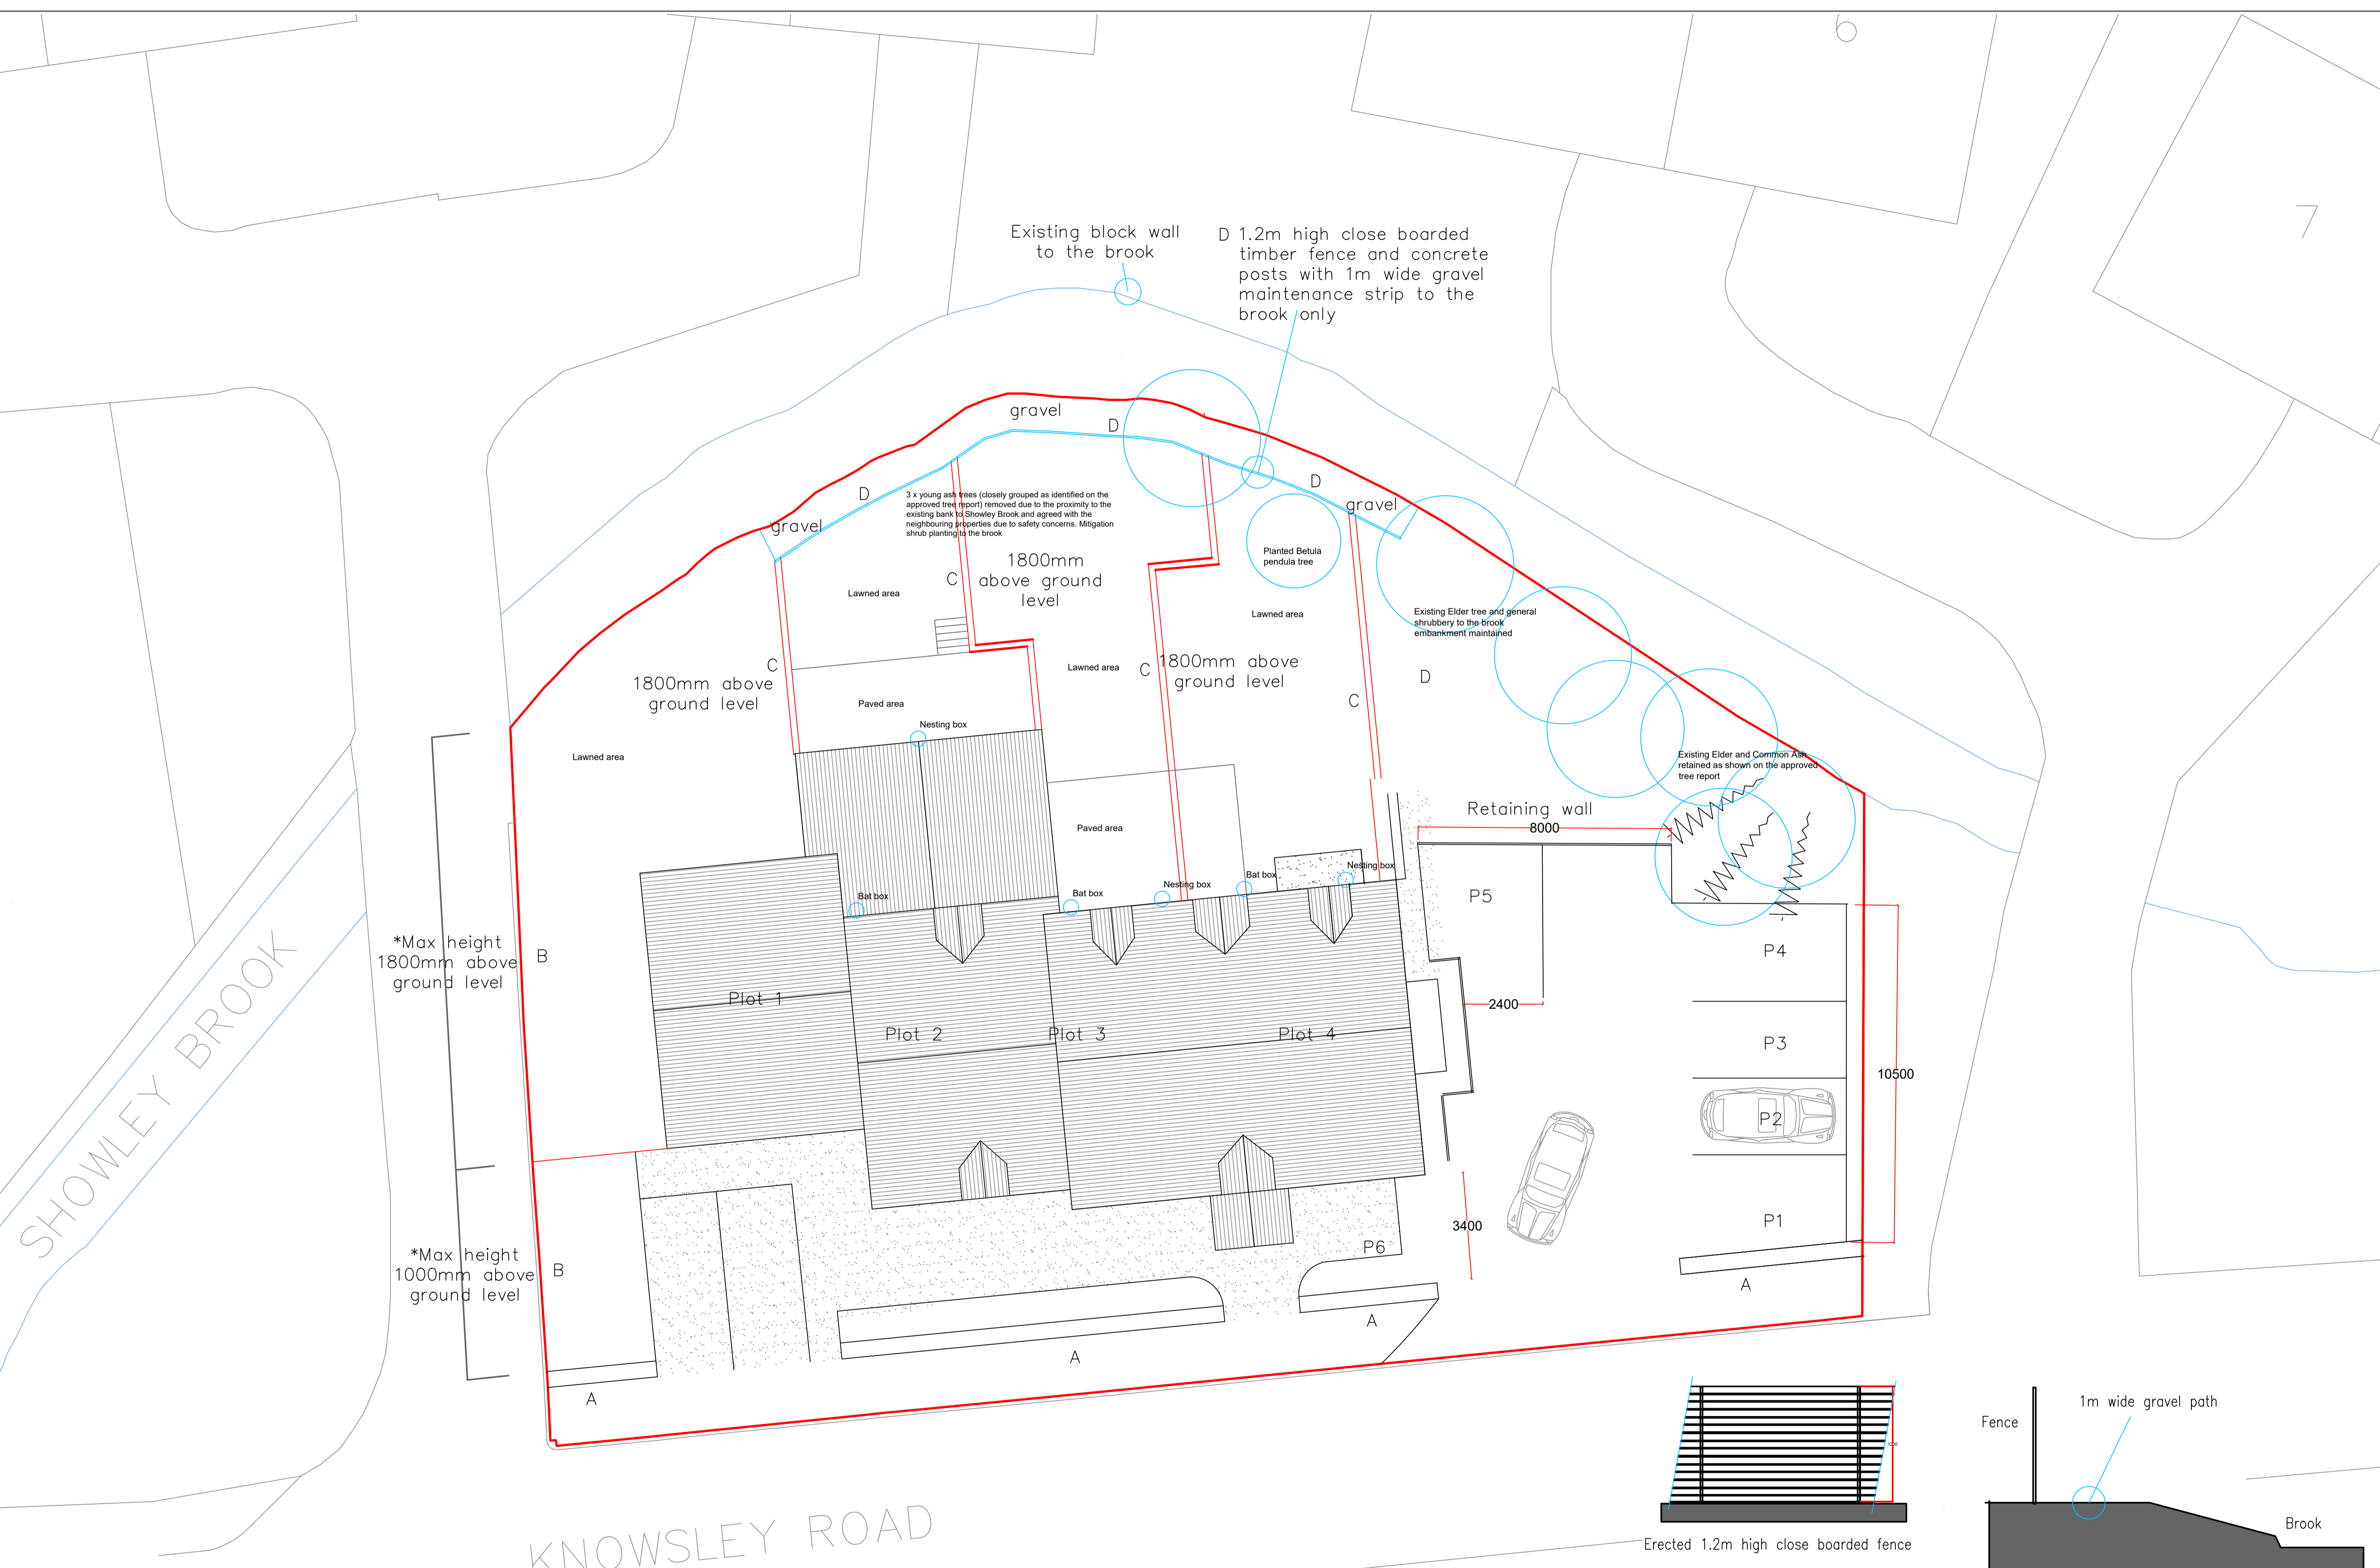 6
7
Existing block wall
to the brook
D 1.2m high close boarded
timber fence and concrete
posts with 1m wide gravel
maintenance strip to the
brook only
gravel
D
D
D
gravel
gravel
3 x young ash trees (closely grouped as identified on the
approved tree report) removed due to the proximity to the
existing bank to Showley Brook and agreed with the
neighbouring properties due to safety concerns. Mitigation
shrub planting to the brook
Planted Betula
pendula tree
1800mm
above ground
level
C
Lawned area
Lawned area
Existing Elder tree and general
shrubbery to the brook
embankment maintained
C
1800mm above
ground level
Lawned area
C
1800mm above
ground level
D
C
Paved area
Nesting box
Lawned area
Existing Elder and Common Ash
retained as shown on the approved
tree report
Retaining wall
8000
Paved area
Nesting box
Bat box
Nesting box
Bat box
Bat box
P5
*Max height
1800mm above
ground level
B
P4
Plot 1
Plot 2
Plot 3
Plot 4
2400
P3
10500
P2
P1
3400
P6
*Max height
1000mm above
ground level
B
A
A
A
A
SHOWLEY BROOK
KNOWSLEY ROAD
Erected 1.2m high close boarded fence
Fence
1m wide gravel path
Brook